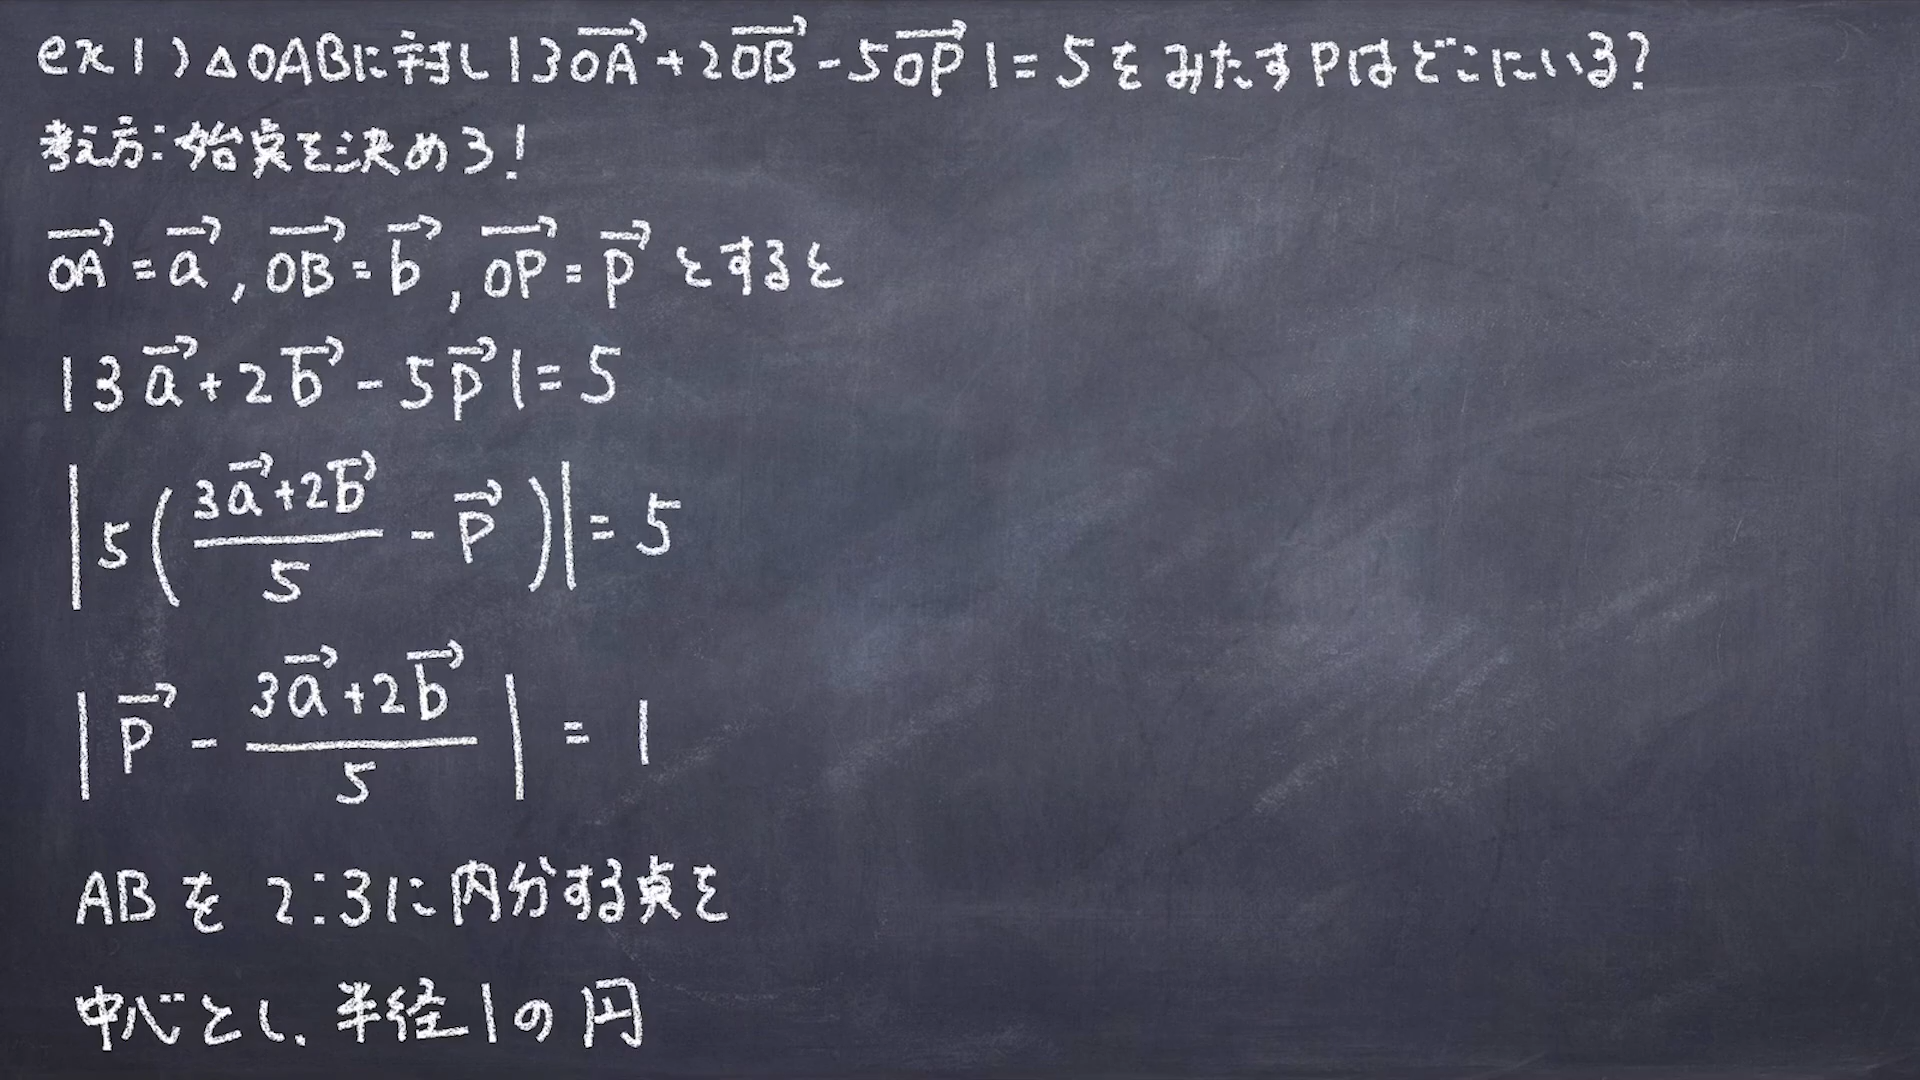 ex1) △OABに対し |3$\overrightarrow{OA}$+2$\overrightarrow{OB}$-5$\overrightarrow{OP}$|=5をみたすPはどこにいる?
考え方:始点を決めろ!
$\overrightarrow{OA}$=$\vec{a}$, $\overrightarrow{OB}$=$\vec{b}$, $\overrightarrow{OP}$=$\vec{p}$ とすると
|3$\vec{a}$+2$\vec{b}$-5$\vec{p}$|=5
|5($\frac{3\vec{a}+2\vec{b}}{5}$-$\vec{p}$)|=5
|$\vec{p}$-$\frac{3\vec{a}+2\vec{b}}{5}$|=1
ABを 2:3に内分する点を
中心とし、半径1の円